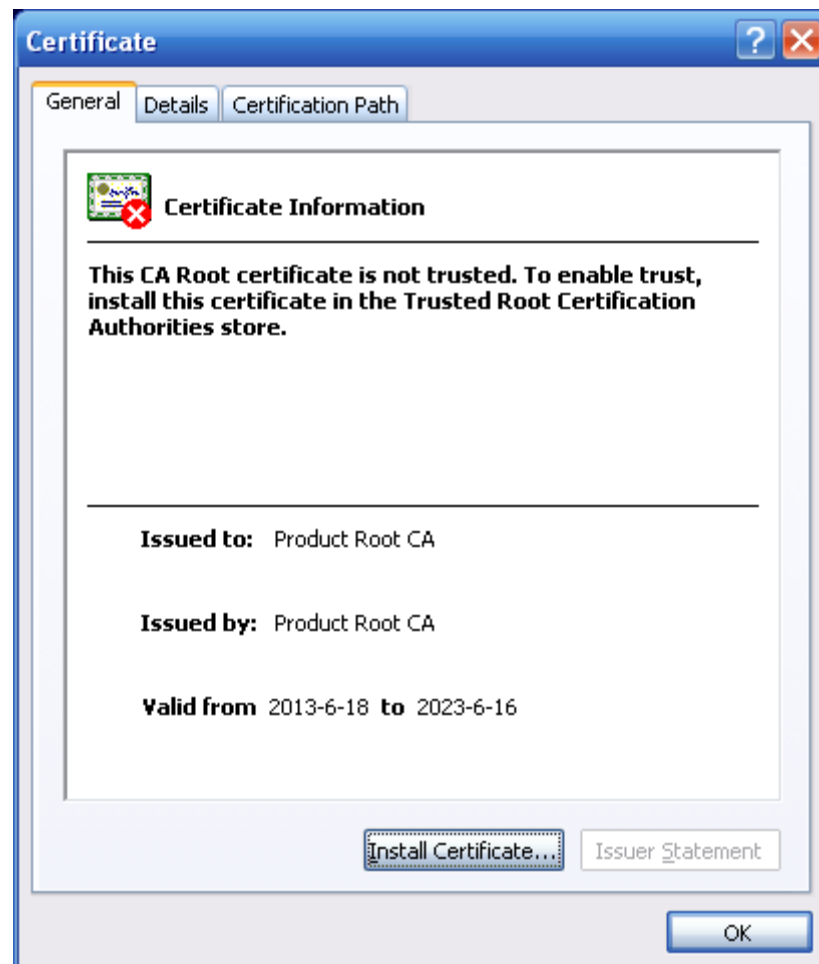 Certificate
General Details Certification Path
Certificate Information
This CA Root certificate is not trusted. To enable trust,
install this certificate in the Trusted Root Certification
Authorities store.
Issued to: Product Root CA
Issued by: Product Root CA
Valid from 2013-6-18 to 2023-6-16
Install Certificate... Issuer Statement
OK